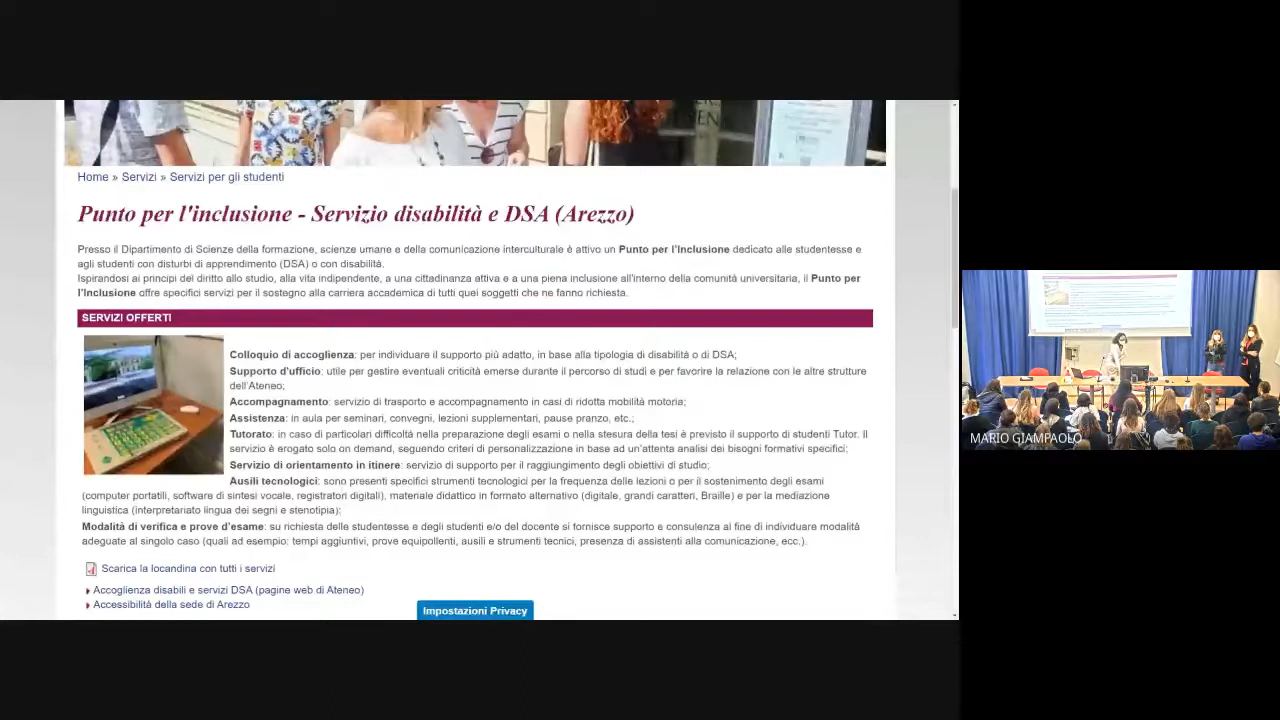 SEN
Home » Servizi » Servizi per gli studenti
Punto per l'inclusione - Servizio disabilità e DSA (Arezzo)
Presso il Dipartimento di Scienze della formazione, scienze umane e della comunicazione interculturale è attivo un Punto per l'Inclusione dedicato alle studentesse e
agli studenti con disturbi di apprendimento (DSA) o con disabilità.
Ispirandosi ai principi del diritto allo studio, alla vita indipendente, a una cittadinanza attiva e a una piena inclusione all'interno della comunità universitaria, il Punto per
l'Inclusione offre specifici servizi per il sostegno alla carriera accademica di tutti quei soggetti che ne fanno richiesta.
SERVIZI OFFERTI
Colloquio di accoglienza: per individuare il supporto più adatto, in base alla tipologia di disabilità o di DSA;
Supporto d'ufficio: utile per gestire eventuali criticità emerse durante il percorso di studi e per favorire la relazione con le altre strutture
dell'Ateneo;
Accompagnamento: servizio di trasporto e accompagnamento in casi di ridotta mobilità motoria;
Assistenza: in aula per seminari, convegni, lezioni supplementari, pause pranzo, etc.;
Tutorato: in caso di particolari difficoltà nella preparazione degli esami o nella stesura della tesi è previsto il supporto di studenti Tutor. Il
servizio è erogato solo on demand, seguendo criteri di personalizzazione in base ad un'attenta analisi dei bisogni formativi specifici;
Servizio di orientamento in itinere: servizio di supporto per il raggiungimento degli obiettivi di studio;
Ausili tecnologici: sono presenti specifici strumenti tecnologici per la frequenza delle lezioni o per il sostenimento degli esami
(computer portatili, software di sintesi vocale, registratori digitali), materiale didattico in formato alternativo (digitale, grandi caratteri, Braille) e per la mediazione
linguistica (interpretariato lingua dei segni e stenotipia);
Modalità di verifica e prove d'esame: su richiesta delle studentesse e degli studenti e/o del docente si fornisce supporto e consulenza al fine di individuare modalità
adeguate al singolo caso (quali ad esempio: tempi aggiuntivi, prove equipollenti, ausili e strumenti tecnici, presenza di assistenti alla comunicazione, ecc.).
Scarica la locandina con tutti i servizi
Accoglienza disabili e servizi DSA (pagine web di Ateneo)
Accessibilità della sede di Arezzo
Impostazioni Privacy
MARIO GIAMPAOLO